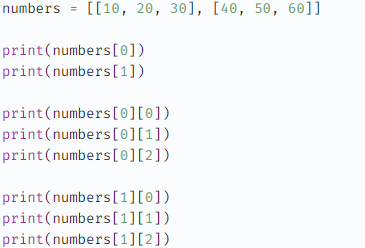 numbers = [[10, 20, 30], [40, 50, 60]]
print(numbers[0])
print(numbers[1])
print(numbers[0][0])
print(numbers[0][1])
print(numbers[0][2])
print(numbers[1][0])
print(numbers[1][1])
print(numbers[1][2])